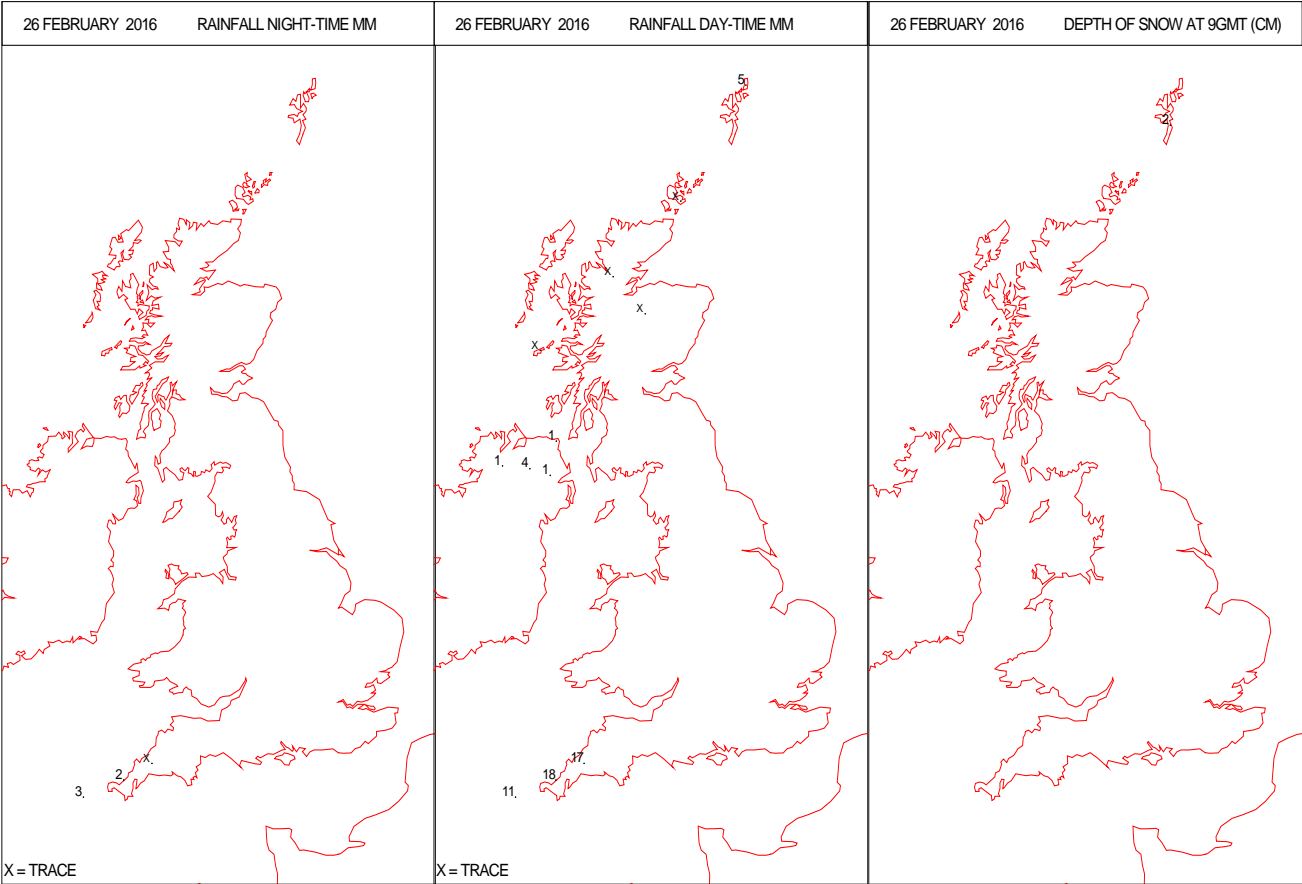 26 FEBRUARY 2016 RAINFALL NIGHT-TIME MM
X
2
3
X = TRACE
26 FEBRUARY 2016 RAINFALL DAY-TIME MM
5
X
X
X
X
1
1 4 1
17
18
11
X = TRACE
26 FEBRUARY 2016 DEPTH OF SNOW AT 9GMT (CM)
2